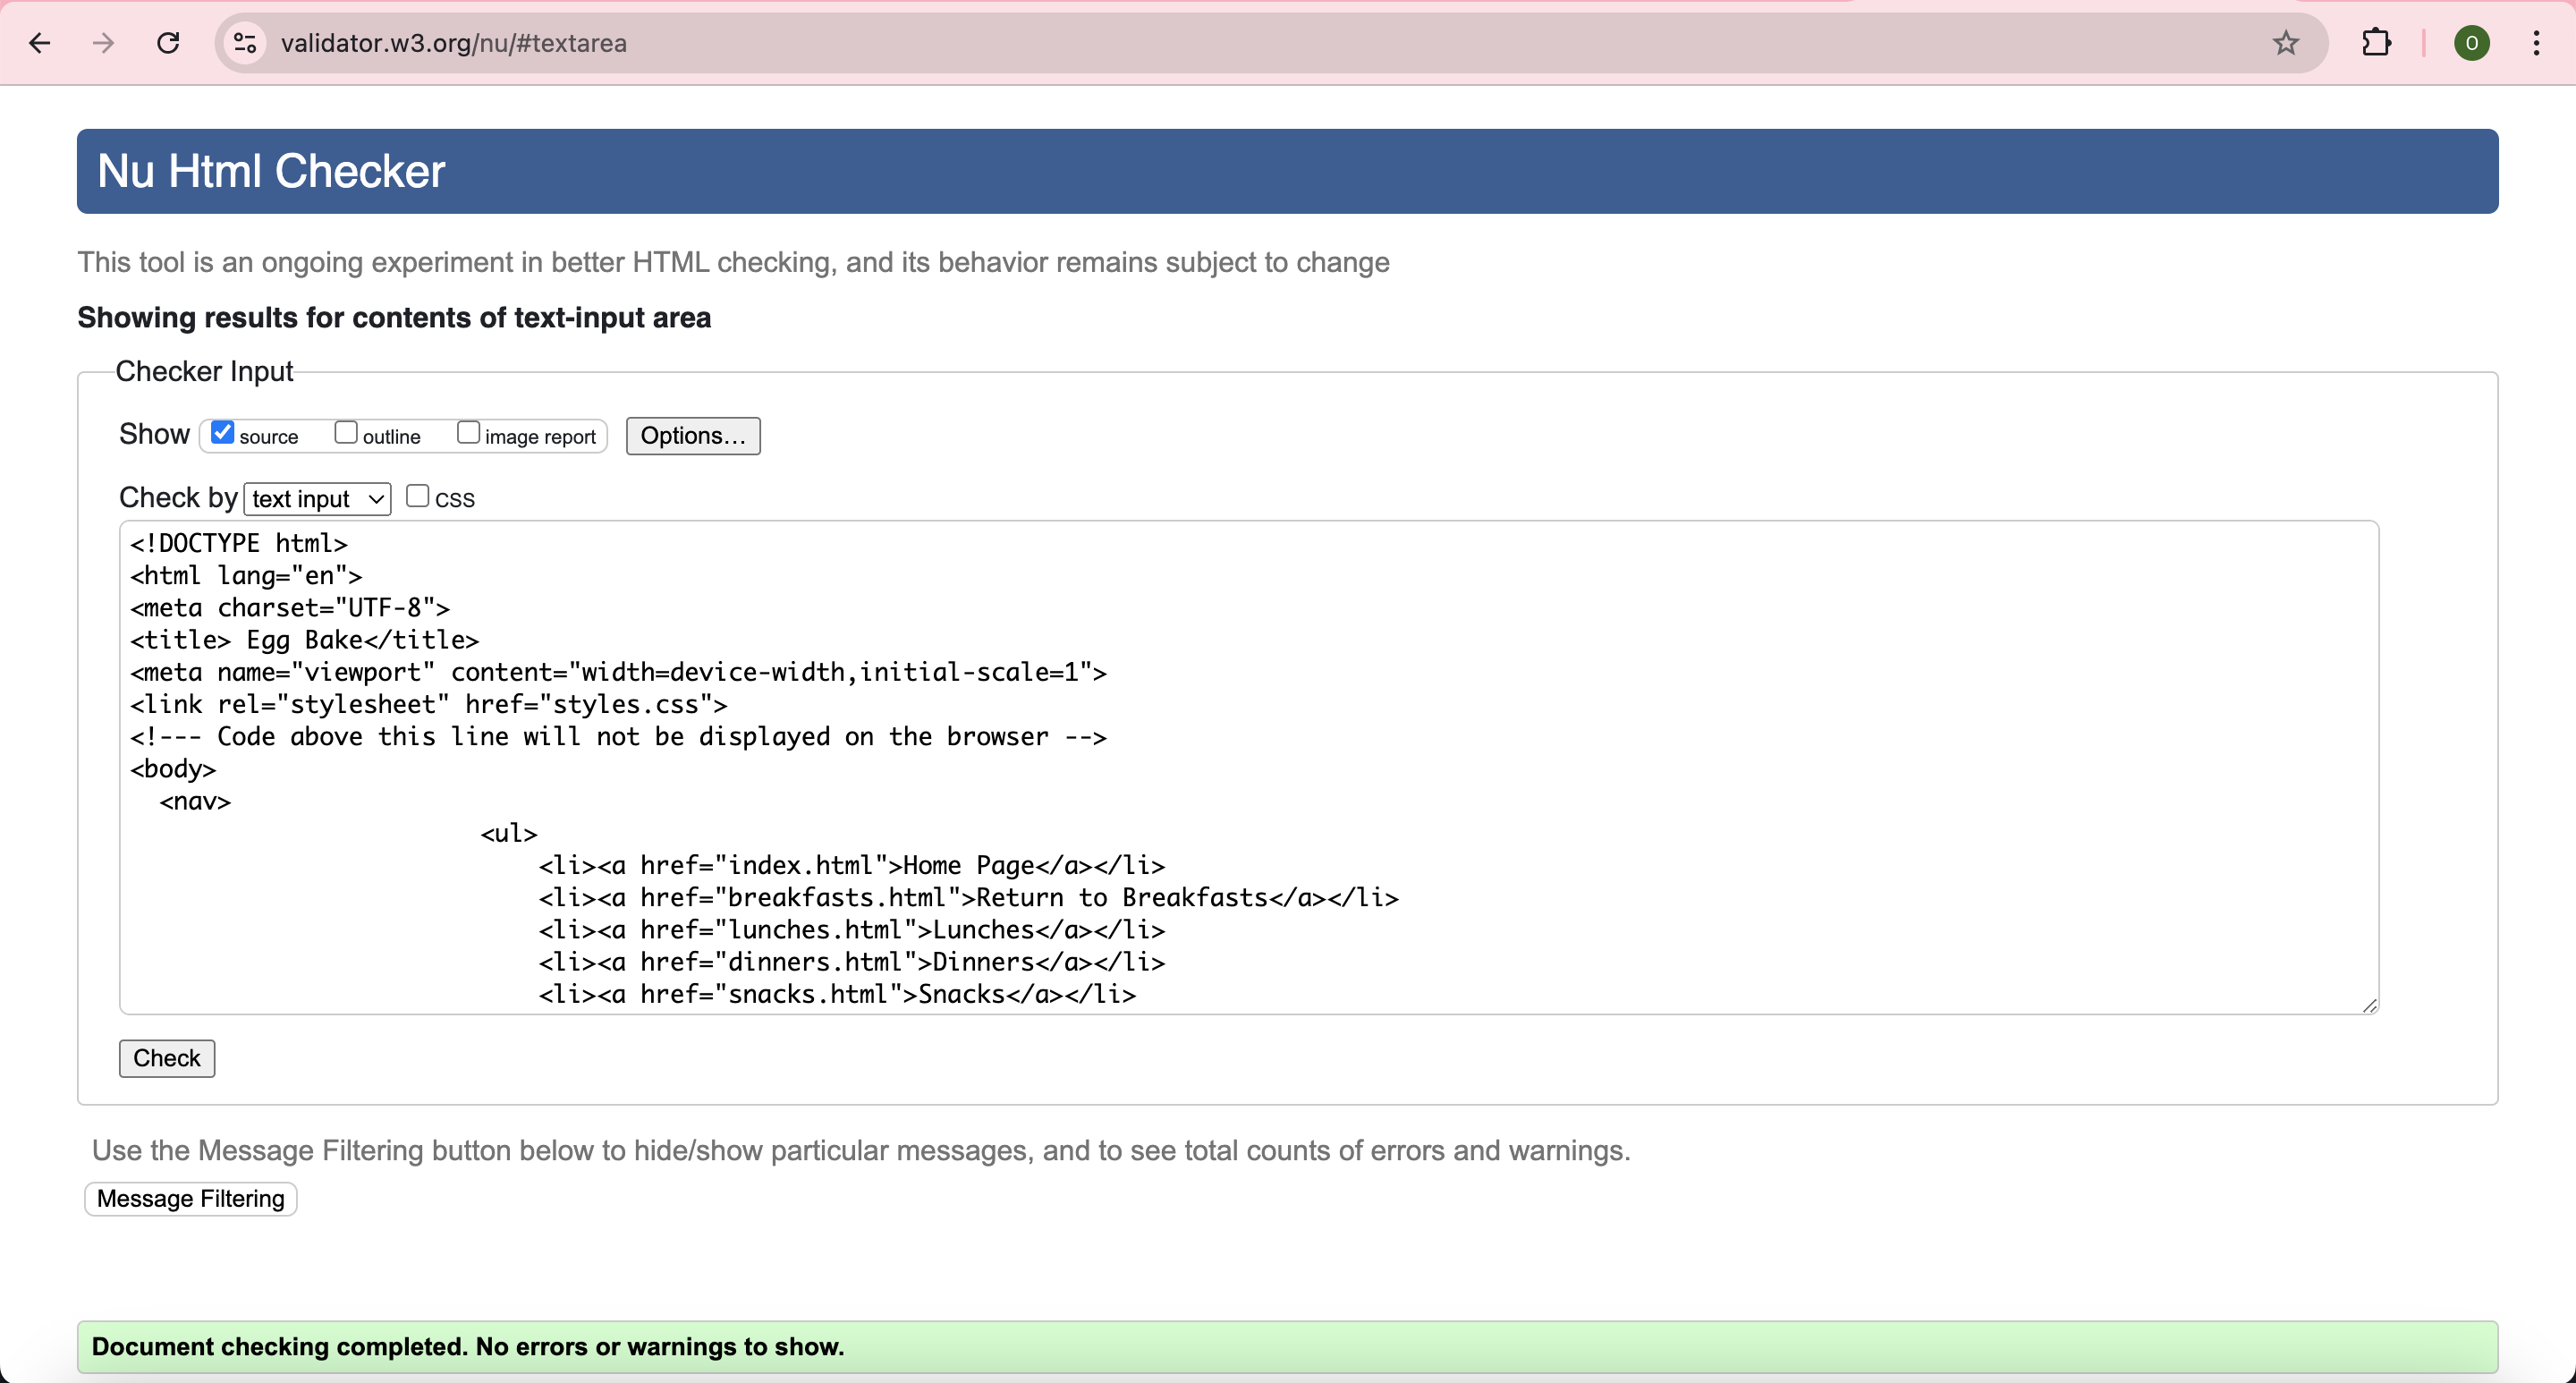 validator.w3.org/nu/#textarea
O
Nu Html Checker
This tool is an ongoing experiment in better HTML checking, and its behavior remains subject to change
Showing results for contents of text-input area
Checker Input
Show source outline image report Options...
Check by text input CSS
<!DOCTYPE html>
<html lang="en">
<meta charset="UTF-8">
<title> Egg Bake</title>
<meta name="viewport" content="width=device-width,initial-scale=1">
<link rel="stylesheet" href="styles.css">
<!--- Code above this line will not be displayed on the browser -->
<body>
<nav>
<ul>
<li><a href="index.html">Home Page</a></li>
<li><a href="breakfasts.html">Return to Breakfasts</a></li>
<li><a href="lunches.html">Lunches</a></li>
<li><a href="dinners.html">Dinners</a></li>
<li><a href="snacks.html">Snacks</a></li>
Check
Use the Message Filtering button below to hide/show particular messages, and to see total counts of errors and warnings.
Message Filtering
Document checking completed. No errors or warnings to show.